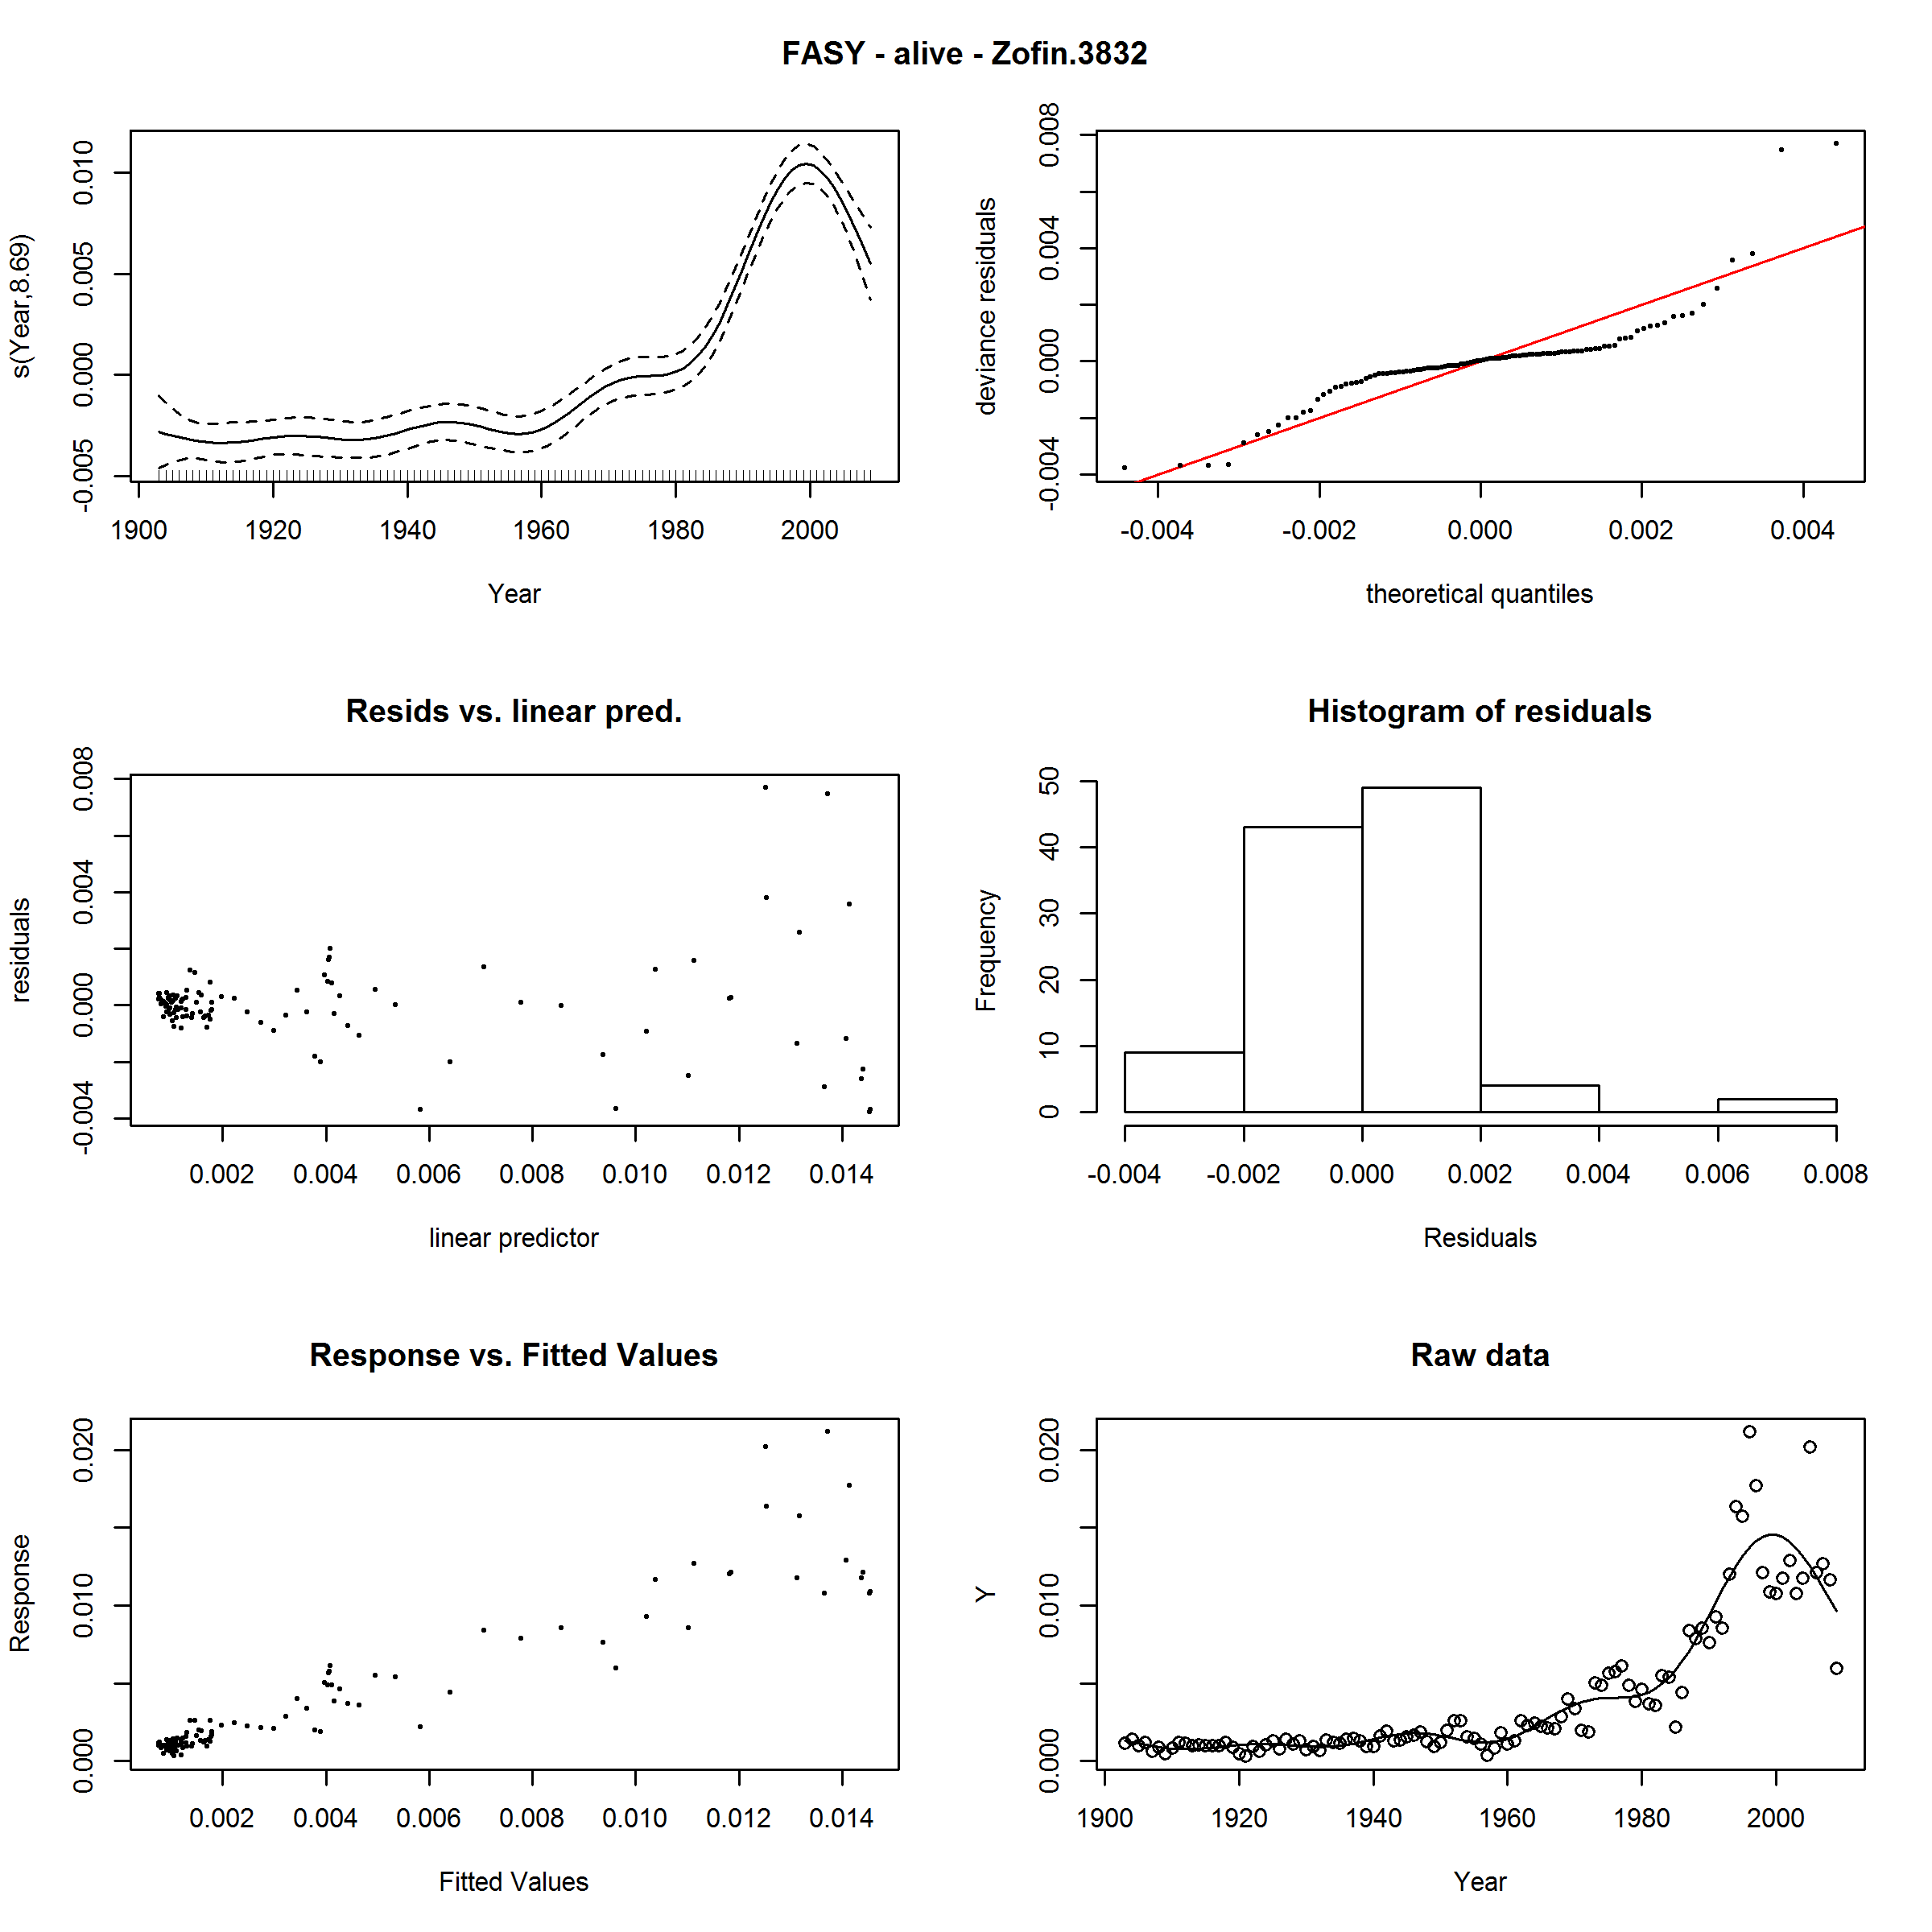 FASY - alive - Zofin.3832
s(Year,8.69)
-0.005 0.000 0.005 0.010
1900 1920 1940 1960 1980 2000
Year
deviance residuals
-0.004 0.000 0.004 0.008
-0.004 -0.002 0.000 0.002 0.004
theoretical quantiles
Resids vs. linear pred.
residuals
-0.004 0.000 0.004 0.008
0.002 0.004 0.006 0.008 0.010 0.012 0.014
linear predictor
Histogram of residuals
Frequency
0 10 20 30 40 50
-0.004 -0.002 0.000 0.002 0.004 0.006 0.008
Residuals
Response vs. Fitted Values
Response
0.000 0.010 0.020
0.002 0.004 0.006 0.008 0.010 0.012 0.014
Fitted Values
Raw data
Y
0.000 0.010 0.020
1900 1920 1940 1960 1980 2000
Year